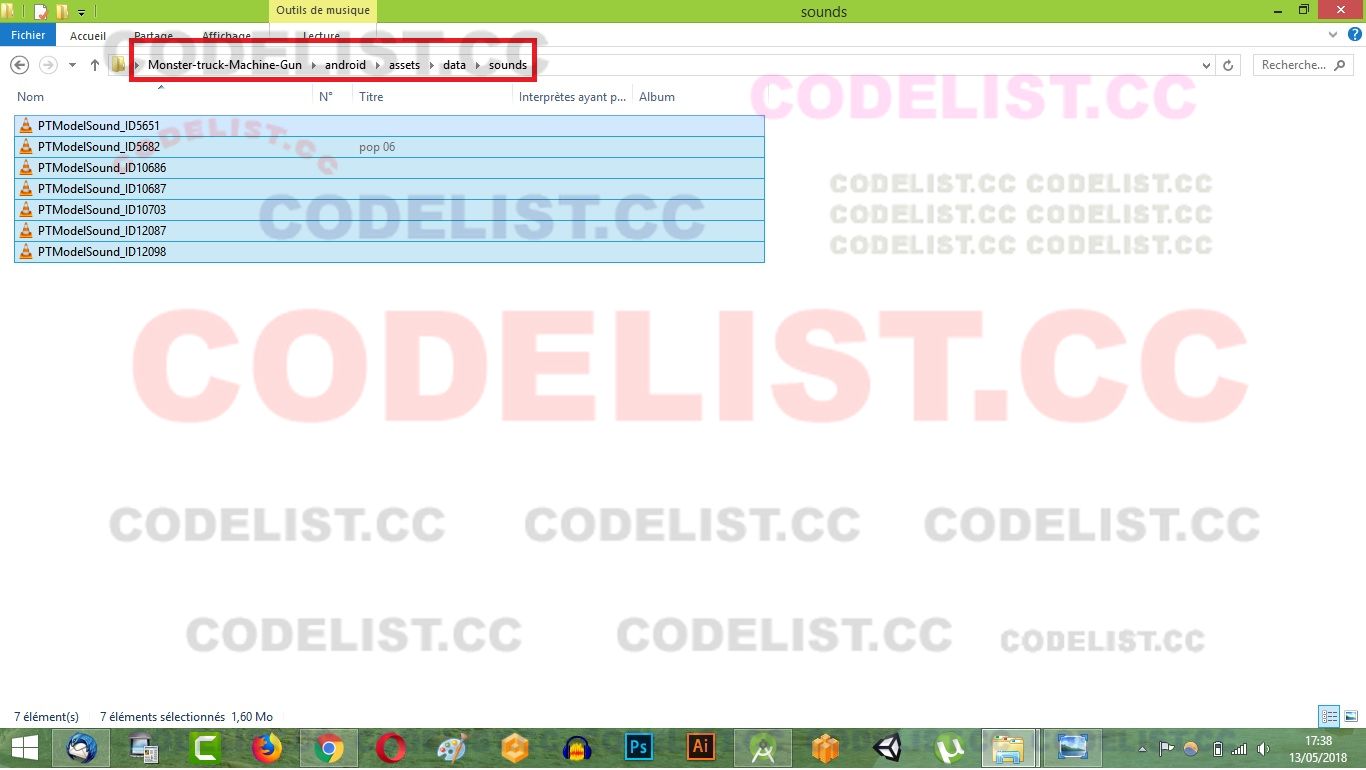 Outils de musique
sounds
Fichier
Accueil
Partage
Affichage
Lecture
CODELIST.CC
Monster-truck-Machine-Gun
android
assets
data
sounds
Recherche...
Nom
N°
Titre
Interprètes ayant p...
Album
CODELIST.CC
PTModelSound_ID5651
CODELIST.CC
PTModelSound_ID5682
pop 06
PTModelSound_ID10686
PTModelSound_ID10687
CODELIST.CC CODELIST.CC
PTModelSound_ID10703
CODELIST.CC
CODELIST.CC CODELIST.CC
PTModelSound_ID12087
CODELIST.CC CODELIST.CC
PTModelSound_ID12098
CODELIST.CC
CODELIST.CC CODELIST.CC CODELIST.CC
CODELIST.CC CODELIST.CC CODELIST.CC
7 élément(s)
7 éléments sélectionnés 1,60 Mo
Ps
Ai
17:38
13/05/2018